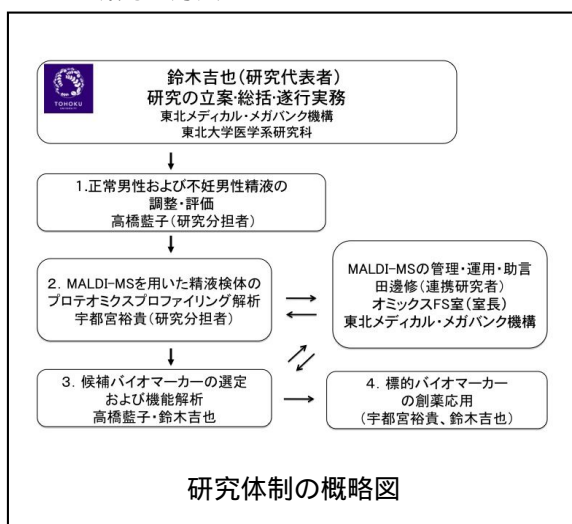 鈴木吉也(研究代表者)
研究の立案・総括・遂行実務
東北メディカル・メガバンク機構
東北大学医学系研究科
TOHOKU
1.正常男性および不妊男性精液の
調整・評価
高橋藍子(研究分担者)
2. MALDI-MSを用いた精液検体の
プロテオミクスプロファイリング解析
宇都宮裕貴(研究分担者)
MALDI-MSの管理・運用・助言
田邊修(連携研究者)
オミックスFS室(室長)
東北メディカル・メガバンク機構
3. 候補バイオマーカーの選定
および機能解析
高橋藍子・鈴木吉也
4. 標的バイオマーカー
の創薬応用
(宇都宮裕貴、鈴木吉也)
研究体制の概略図